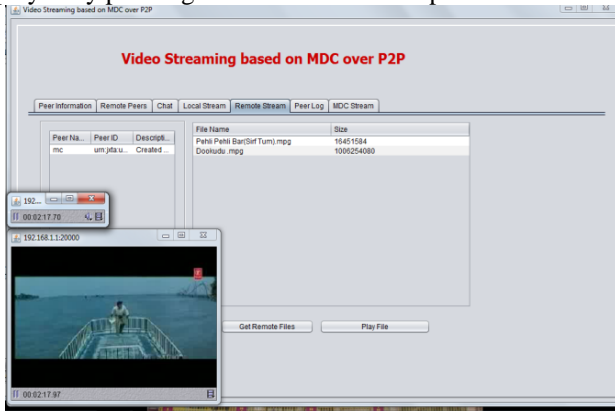 Video Streaming based on MDC over P2P
Video Streaming based on MDC over P2P
Peer Information Remote Peers Chat Local Stream Remote Stream Peer Log MDC Stream
Peer Na... Peer ID Descripti...
mc urn:jxta:u... Created ...
File Name Size
Pehli Pehli Bar(Sirf Tum).mpg 16451584
Dookudu .mpg 1006254080
192...
00:02:17.70
192.168.1.1:20000
Get Remote Files Play File
00:02:17.97